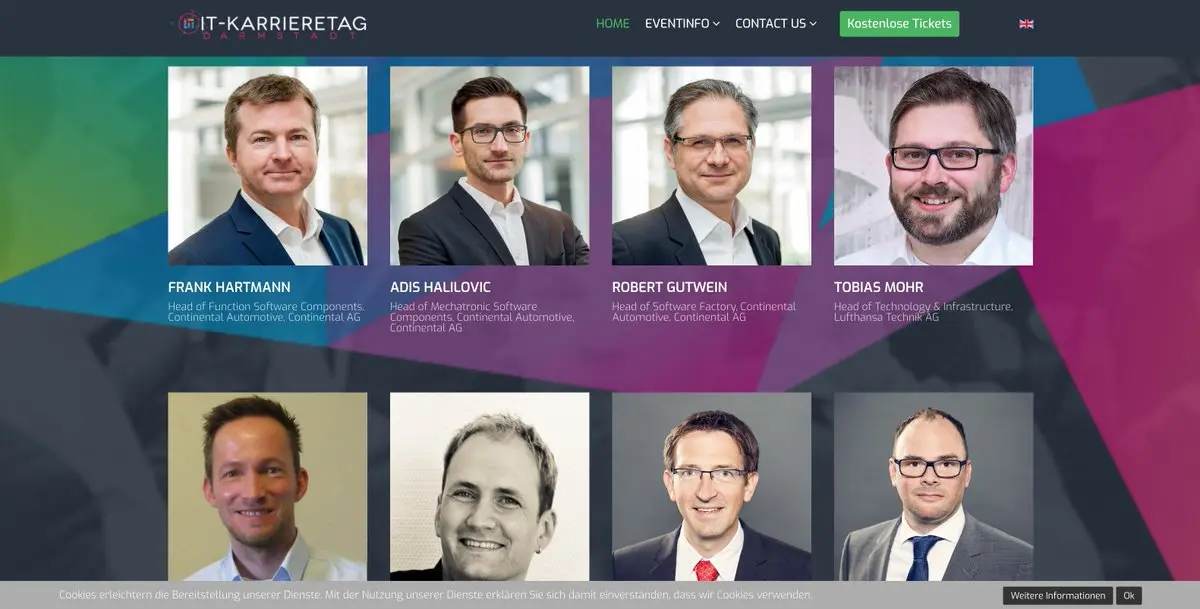 IT-KARRIERETAG
DARMSTADT
HOME
EVENTINFO
CONTACT US
Kostenlose Tickets
FRANK HARTMANN
Head of Function Software Components,
Continental Automotive, Continental AG
ADIS HALILOVIC
Head of Mechatronic Software
Components, Continental Automotive,
Continental AG
ROBERT GUTWEIN
Head of Software Factory, Continental
Automotive, Continental AG
TOBIAS MOHR
Head of Technology & Infrastructure,
Lufthansa Technik AG
Cookies erleichtern die Bereitstellung unserer Dienste. Mit der Nutzung unserer Dienste erklären Sie sich damit einverstanden, dass wir Cookies verwenden.
Weitere Informationen
Ok